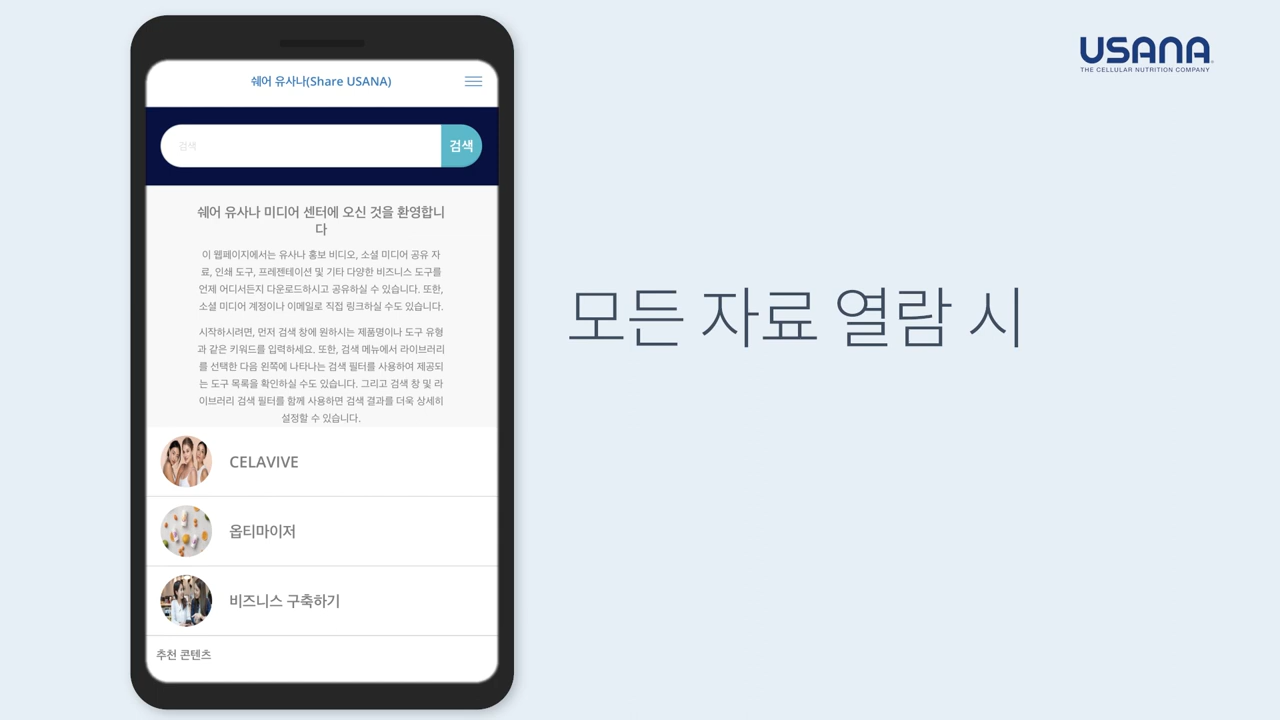 쉐어 유사나(Share USANA)
검색
검색
쉐어 유사나 미디어 센터에 오신 것을 환영합니
다
이 웹페이지에서는 유사나 홍보 비디오, 소셜 미디어 공유 자
료, 인쇄 도구, 프레젠테이션 및 기타 다양한 비즈니스 도구를
언제 어디서든지 다운로드하시고 공유하실 수 있습니다. 또한,
소셜 미디어 계정이나 이메일로 직접 링크하실 수도 있습니다.
시작하시려면, 먼저 검색 창에 원하시는 제품명이나 도구 유형
과 같은 키워드를 입력하세요. 또한, 검색 메뉴에서 라이브러리
를 선택한 다음 왼쪽에 나타나는 검색 필터를 사용하여 제공되
는 도구 목록을 확인하실 수도 있습니다. 그리고 검색 창 및 라
이브러리 검색 필터를 함께 사용하면 검색 결과를 더욱 상세히
설정할 수 있습니다.
CELAVIVE
옵티마이저
비즈니스 구축하기
추천 콘텐츠
모든 자료 열람 시
USANA
THE CELLULAR NUTRITION COMPANY